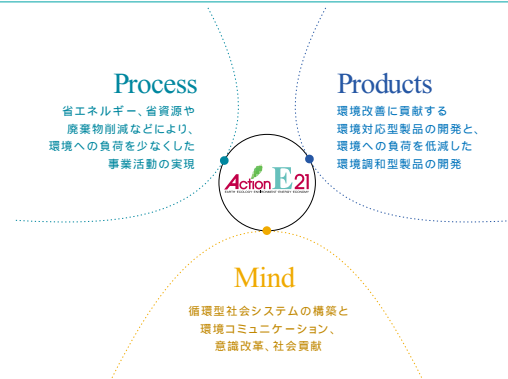 Process
省エネルギー、省資源や
廃棄物削減などにより、
環境への負荷を少なくした
事業活動の実現
Products
環境改善に貢献する
環境対応型製品の開発と、
環境への負荷を低減した
環境調和型製品の開発
Action E21
EARTH ECOLOGY ENVIRONMENT ENERGY ECONOMY
Mind
循環型社会システムの構築と
環境コミュニケーション、
意識改革、社会貢献